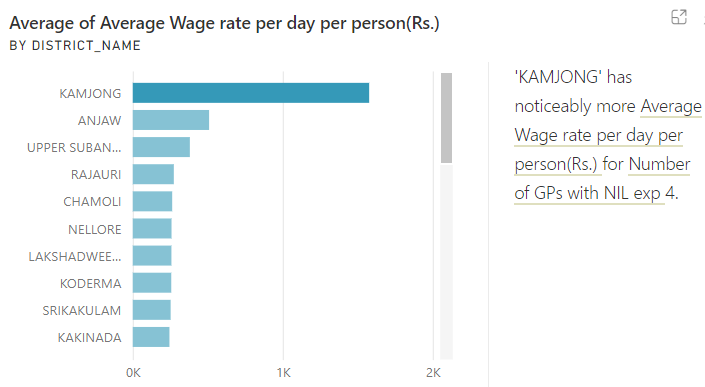 Average of Average Wage rate per day per person(Rs.)
BY DISTRICT_NAME
KAMJONG
ANJAW
UPPER SUBAN...
RAJAURI
CHAMOLI
NELLORE
LAKSHADWEE...
KODERMA
SRIKAKULAM
KAKINADA
0K 1K 2K
'KAMJONG' has
noticeably more Average
Wage rate per day per
person(Rs.) for Number
of GPs with NIL exp 4.